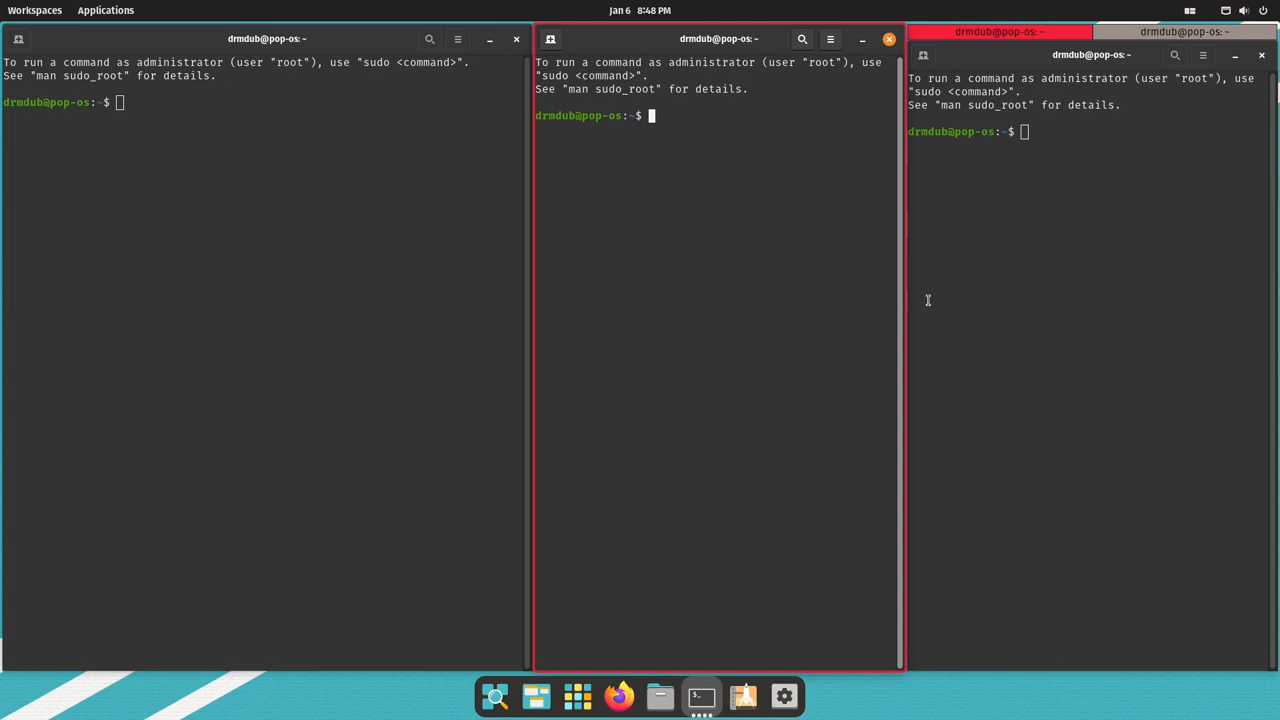 Workspaces Applications Jan 6 8:48 PM
drmdub@pop-os: ~
To run a command as administrator (user "root"), use "sudo <command>".
See "man sudo_root" for details.
drmdub@pop-os:~$
drmdub@pop-os: ~
To run a command as administrator (user "root"), use
"sudo <command>".
See "man sudo_root" for details.
drmdub@pop-os:~$
drmdub@pop-os: ~ drmdub@pop-os: ~
drmdub@pop-os: ~
To run a command as administrator (user "root"), use
"sudo <command>".
See "man sudo_root" for details.
drmdub@pop-os:~$
$_